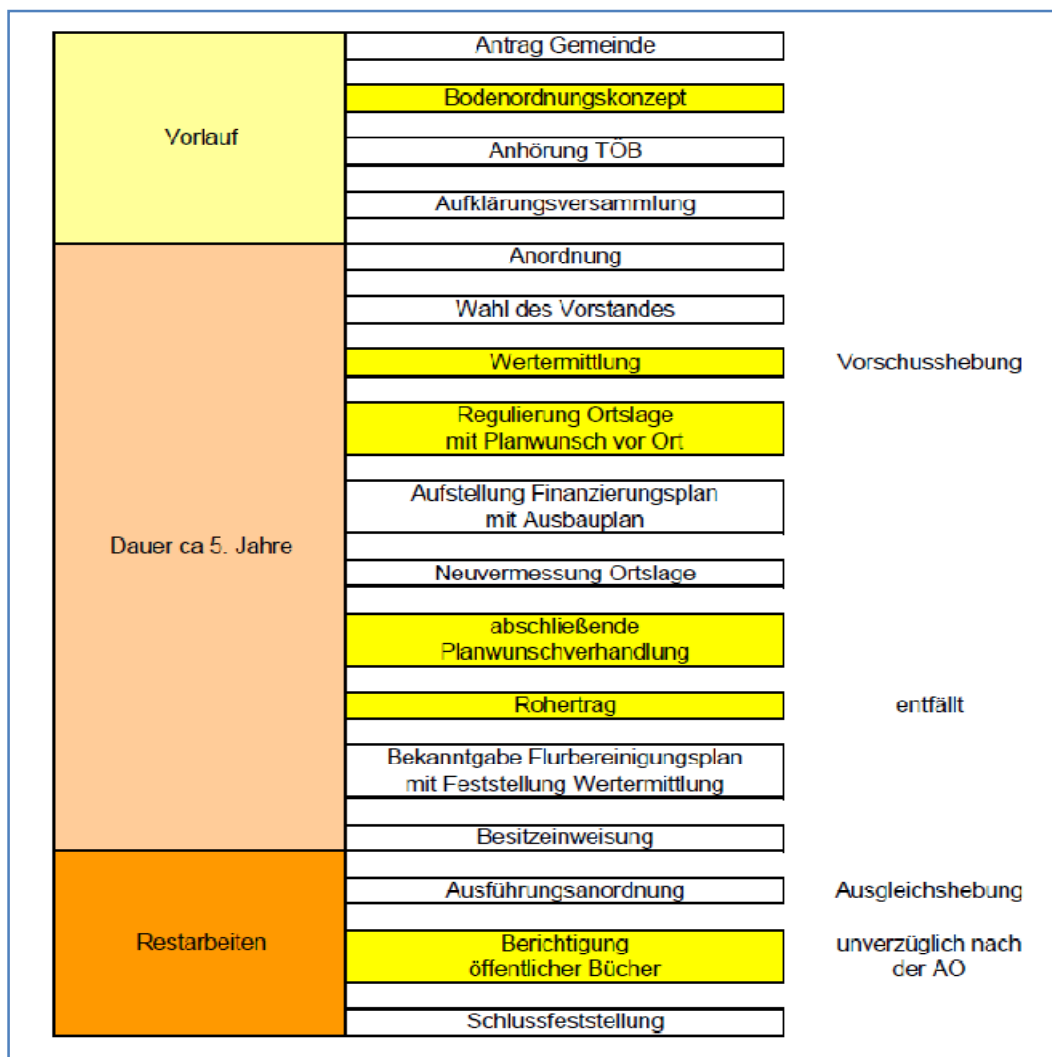 Vorlauf
Antrag Gemeinde
Bodenordnungskonzept
Anhörung TÖB
Aufklärungsversammlung
Dauer ca 5. Jahre
Anordnung
Wahl des Vorstandes
Wertermittlung
Vorschusshebung
Regulierung Ortslage
mit Planwunsch vor Ort
Aufstellung Finanzierungsplan
mit Ausbauplan
Neuvermessung Ortslage
abschließende
Planwunschverhandlung
Rohertrag
entfällt
Bekanntgabe Flurbereinigungsplan
mit Feststellung Wertermittlung
Besitzeinweisung
Restarbeiten
Ausführungsanordnung
Ausgleichshebung
Berichtigung
öffentlicher Bücher
unverzüglich nach
der AO
Schlussfeststellung